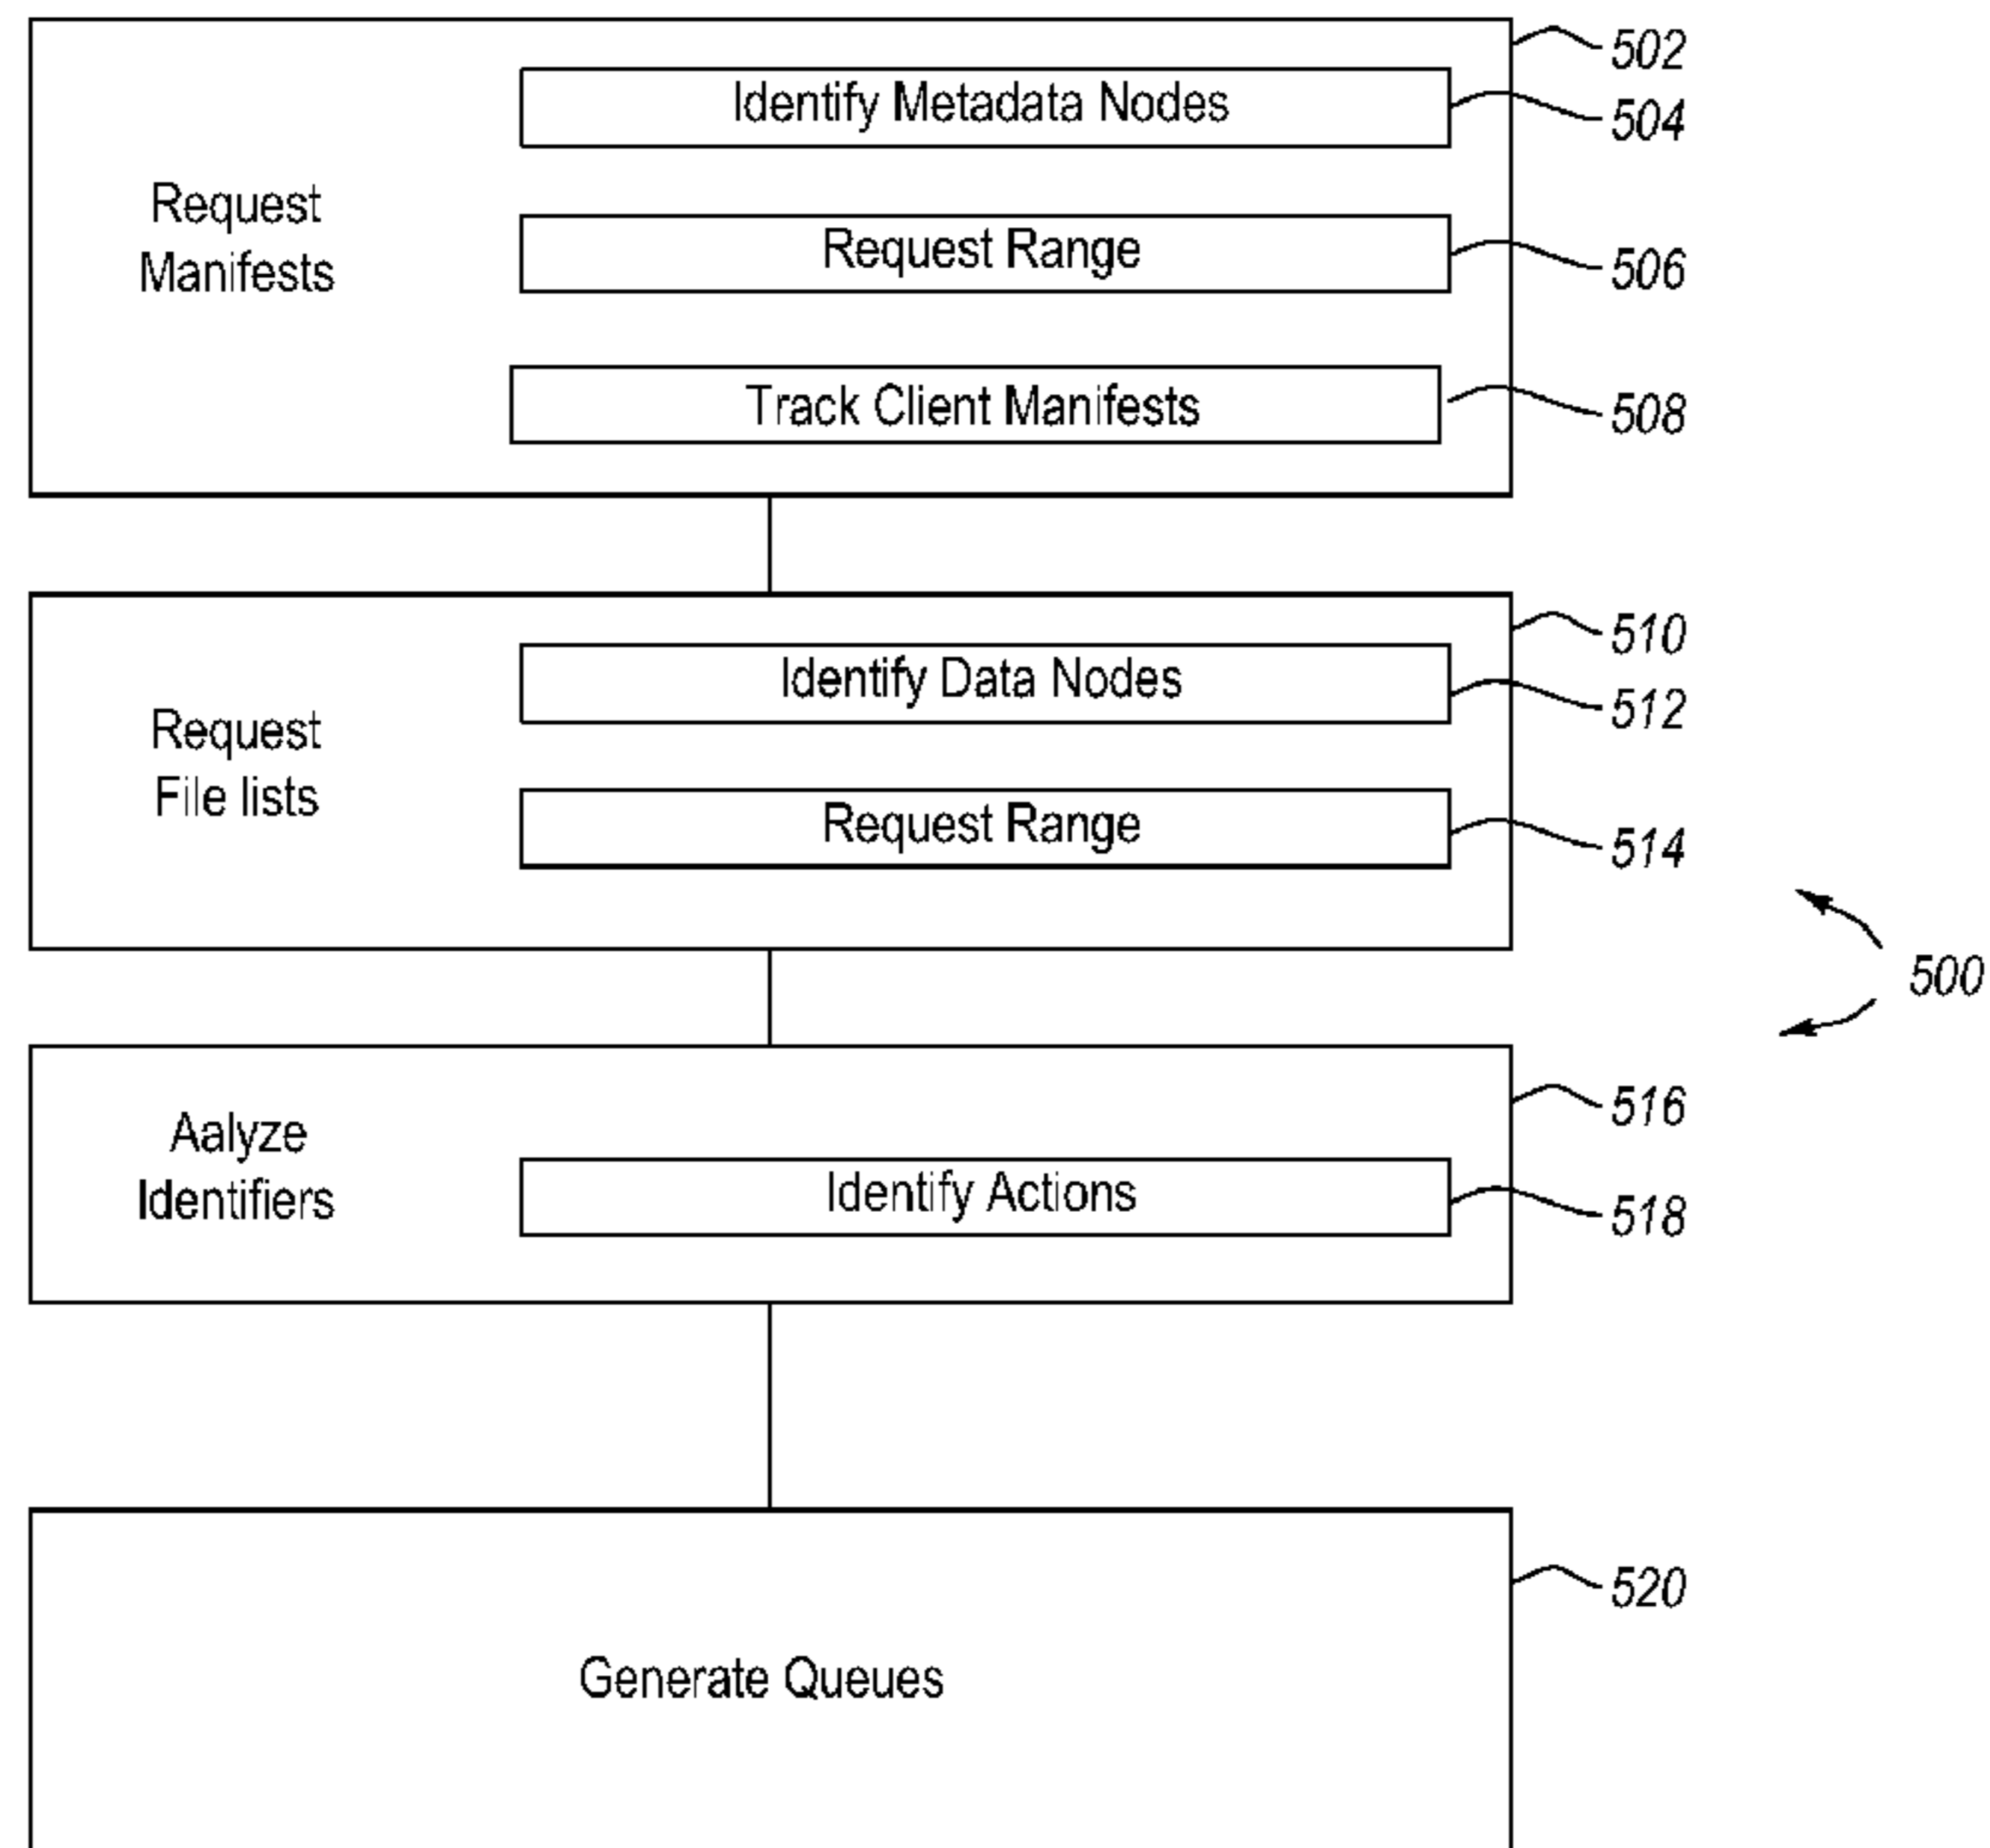 502
Identify Metadata Nodes
504
Request
Manifests
Request Range
506
Track Client Manifests
508
510
Identify Data Nodes
512
Request
File lists
Request Range
514
500
Aalyze
Identifiers
516
Identify Actions
518
520
Generate Queues